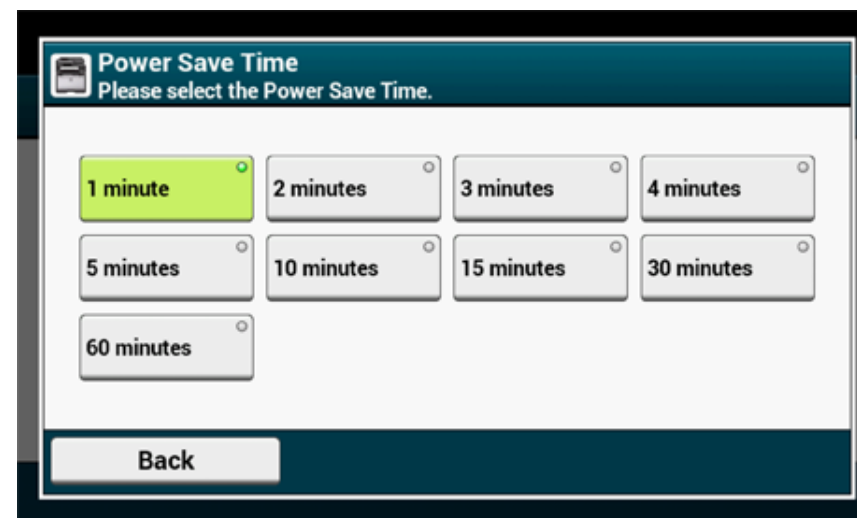 Power Save Time
Please select the Power Save Time.
1 minute
2 minutes
3 minutes
4 minutes
5 minutes
10 minutes
15 minutes
30 minutes
60 minutes
Back